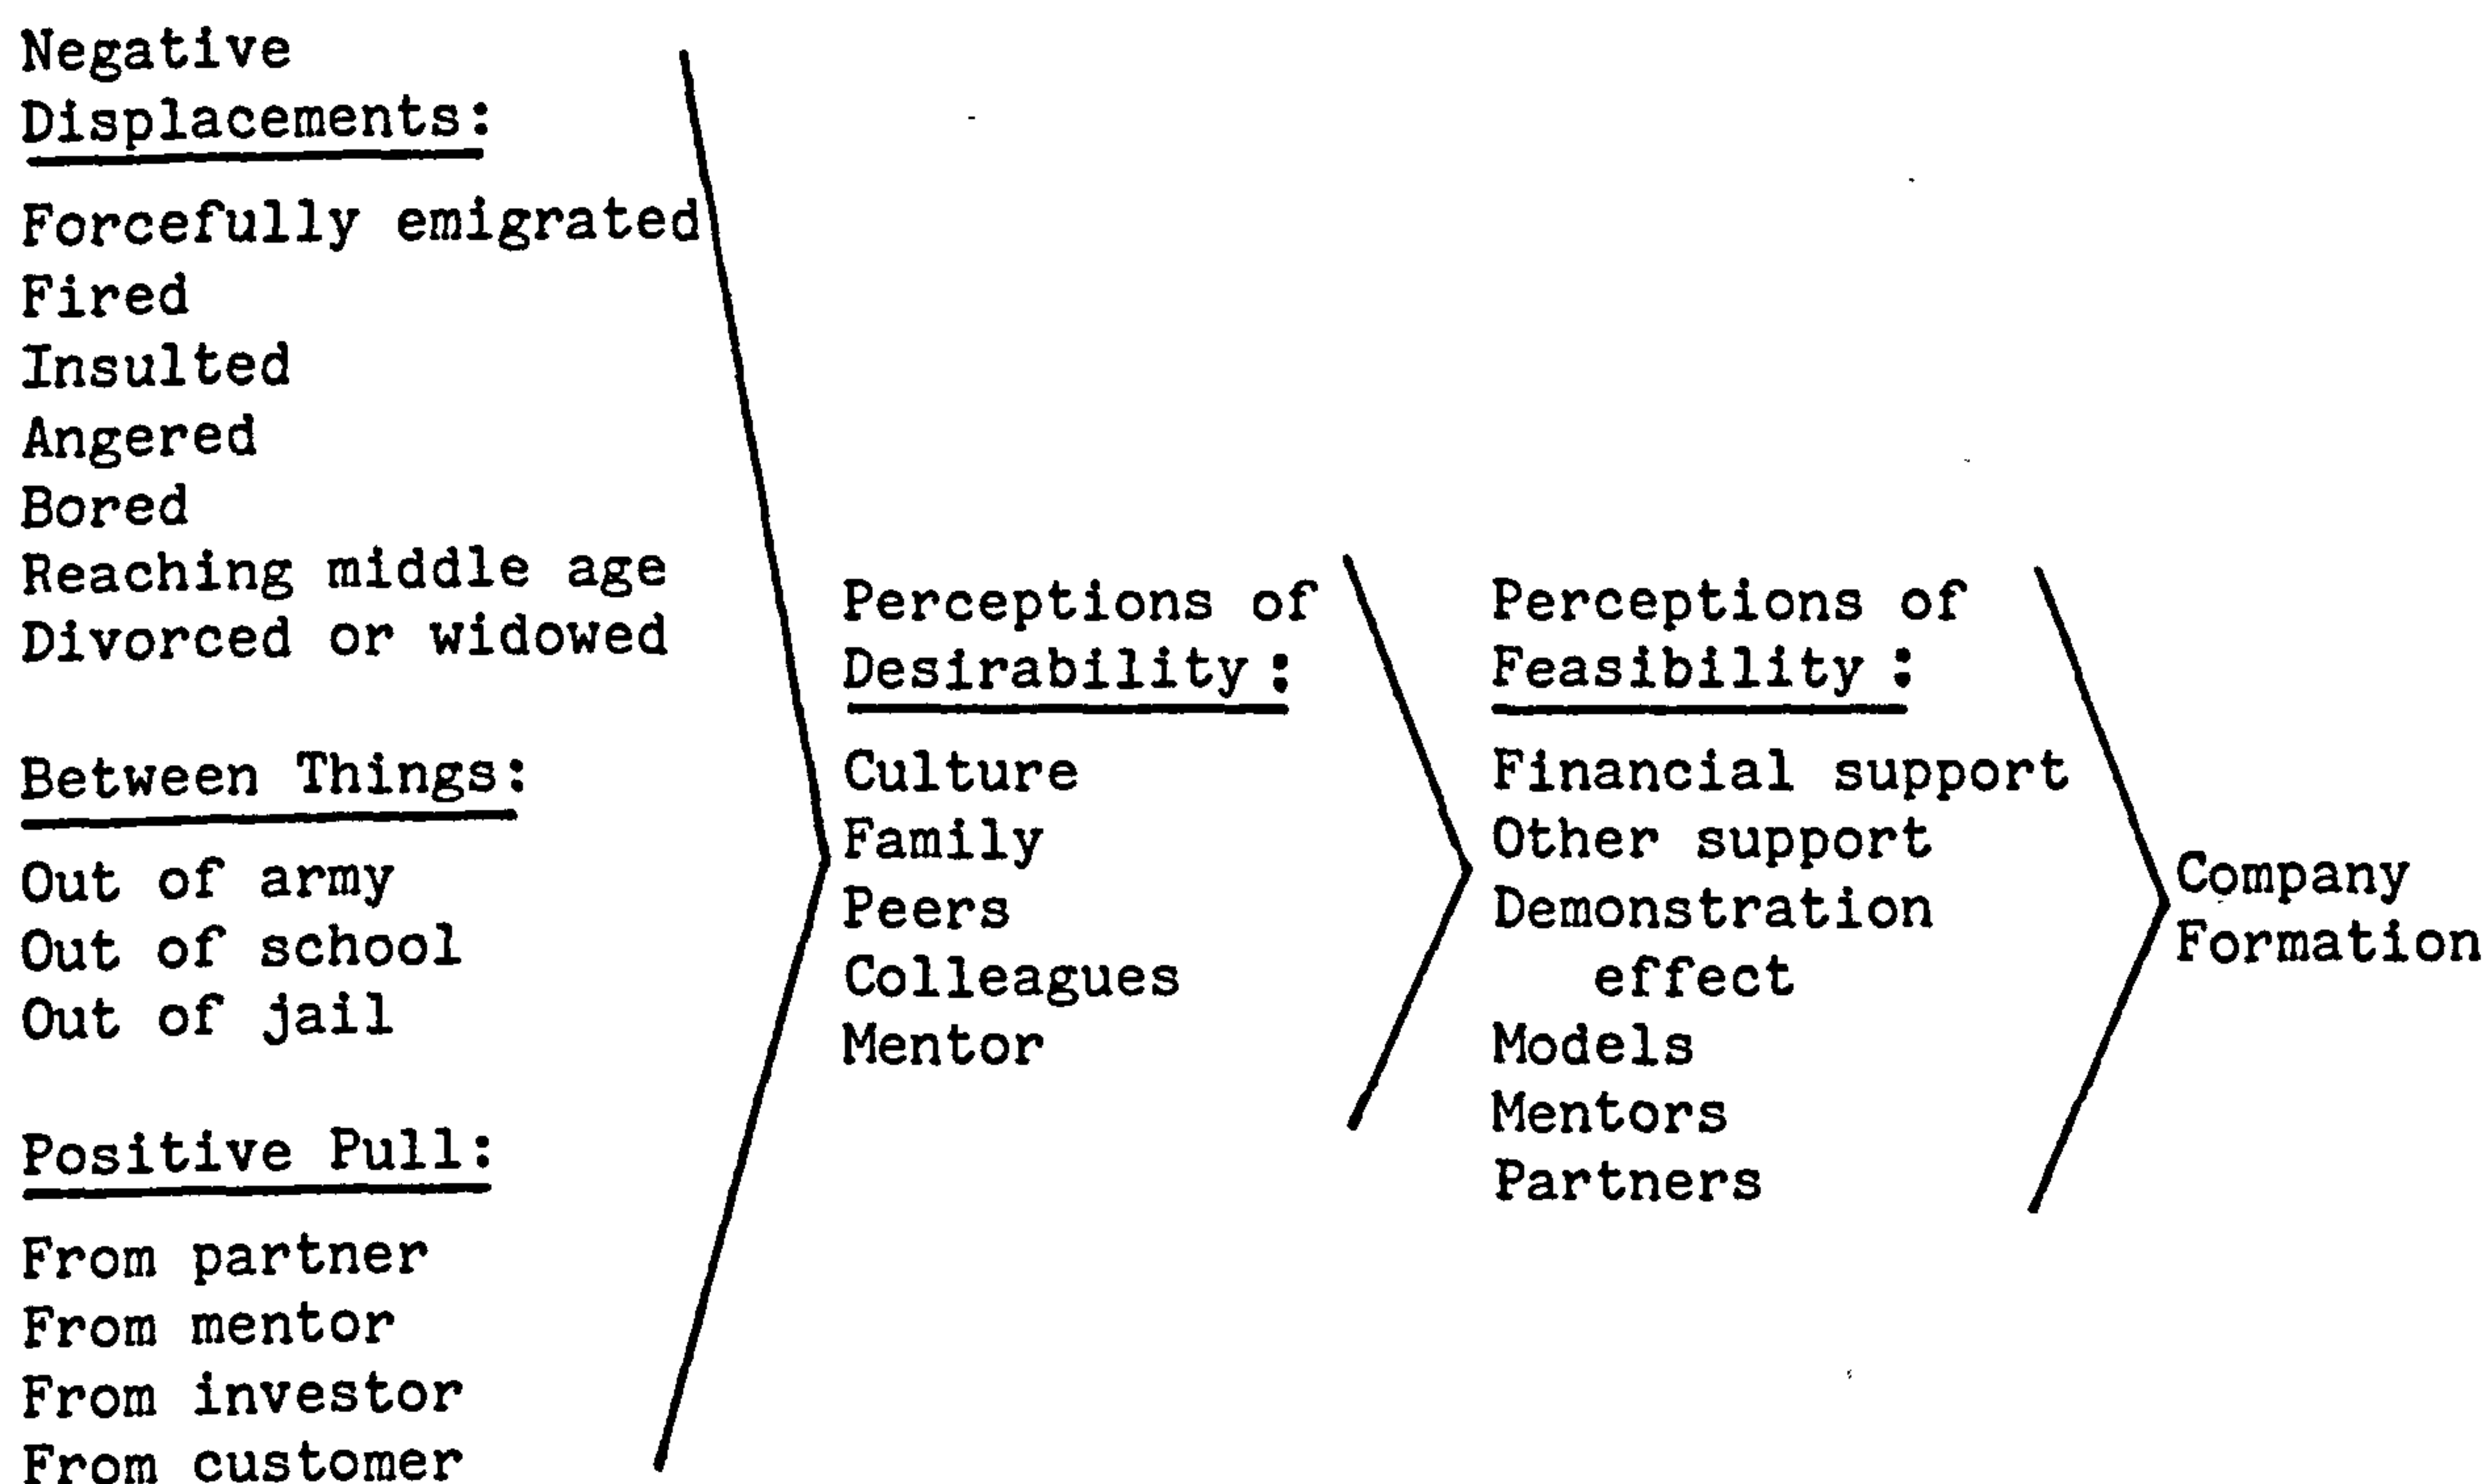 Negative
Displacements:
Forcefully emigrated
Fired
Insulted
Angered
Bored
Reaching middle age
Divorced or widowed
Between Things:
Out of army
Out of school
Out of jail
Positive Pull:
From partner
From mentor
From investor
From customer
Perceptions of
Desirability:
Culture
Family
Peers
Colleagues
Mentor
Perceptions of
Feasibility:
Financial support
Other support
Demonstration
effect
Models
Mentors
Partners
Company
Formation